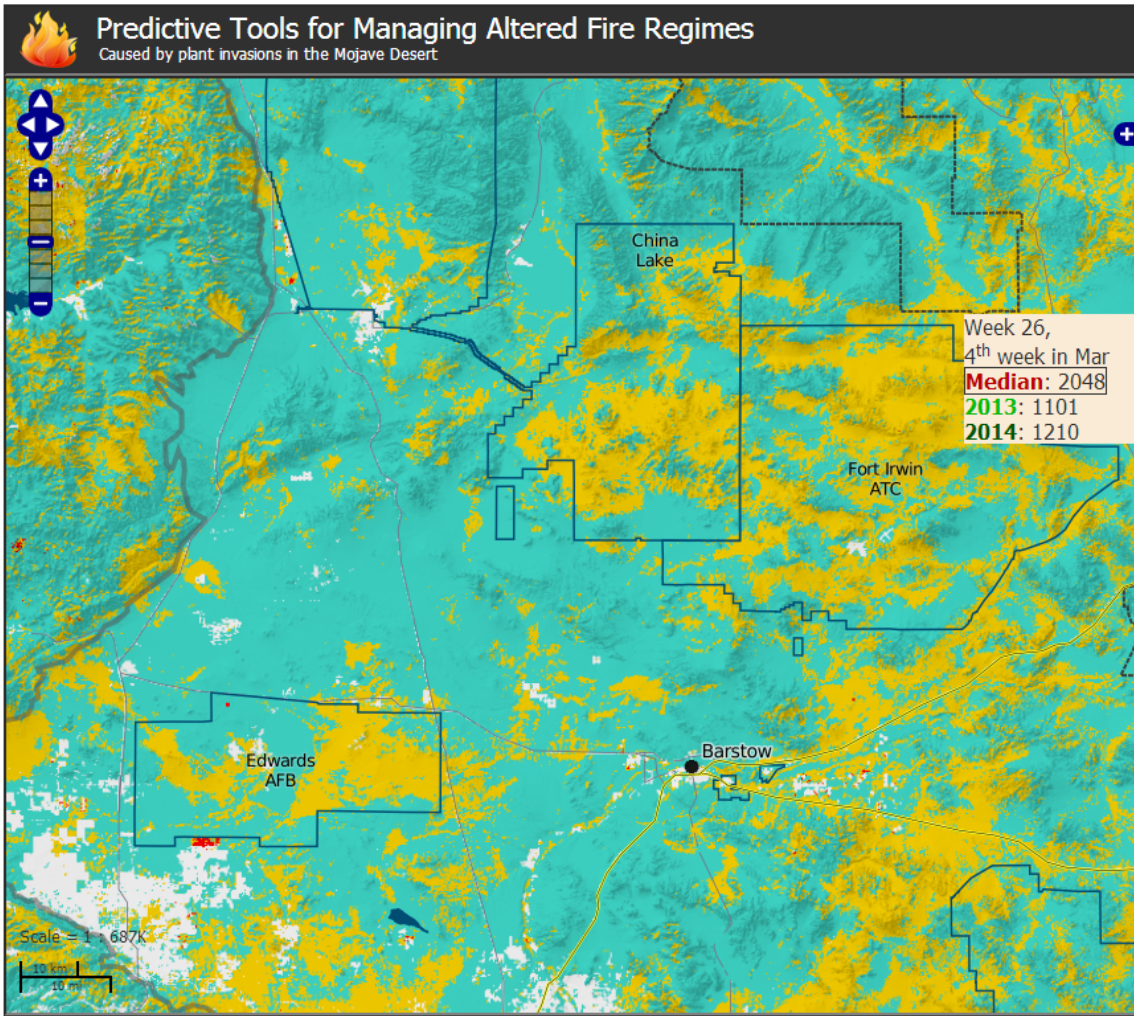 Predictive Tools for Managing Altered Fire Regimes
Caused by plant invasions in the Mojave Desert
China
Lake
Week 26,
4th week in Mar
Median: 2048
2013: 1101
2014: 1210
Fort Irwin
ATC
Barstow
Edwards
AFB
Scale = 1 : 687K
10 km
10 mi